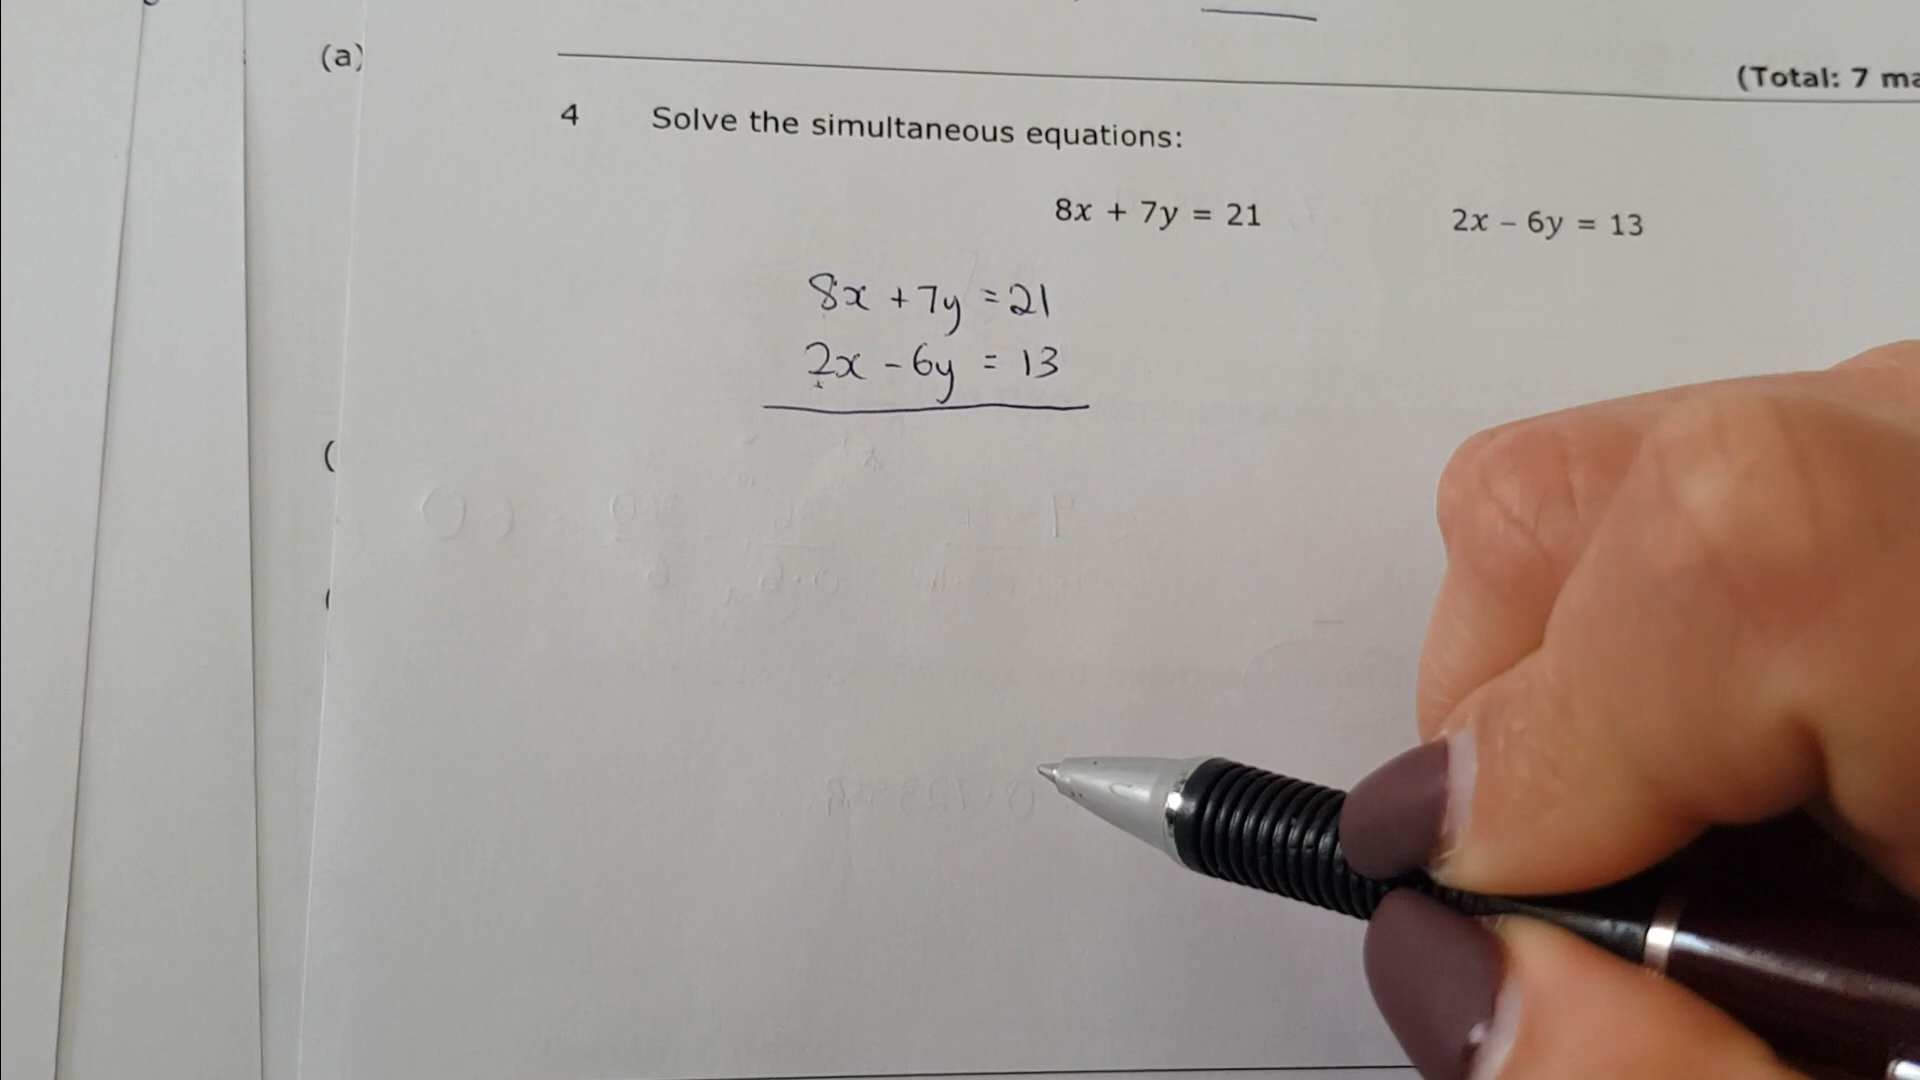 (a)
(Total: 7 ma
4 Solve the simultaneous equations:
8x + 7y = 21 2x – 6y = 13
8x + 7y = 21
2x - 6y = 13
(
(